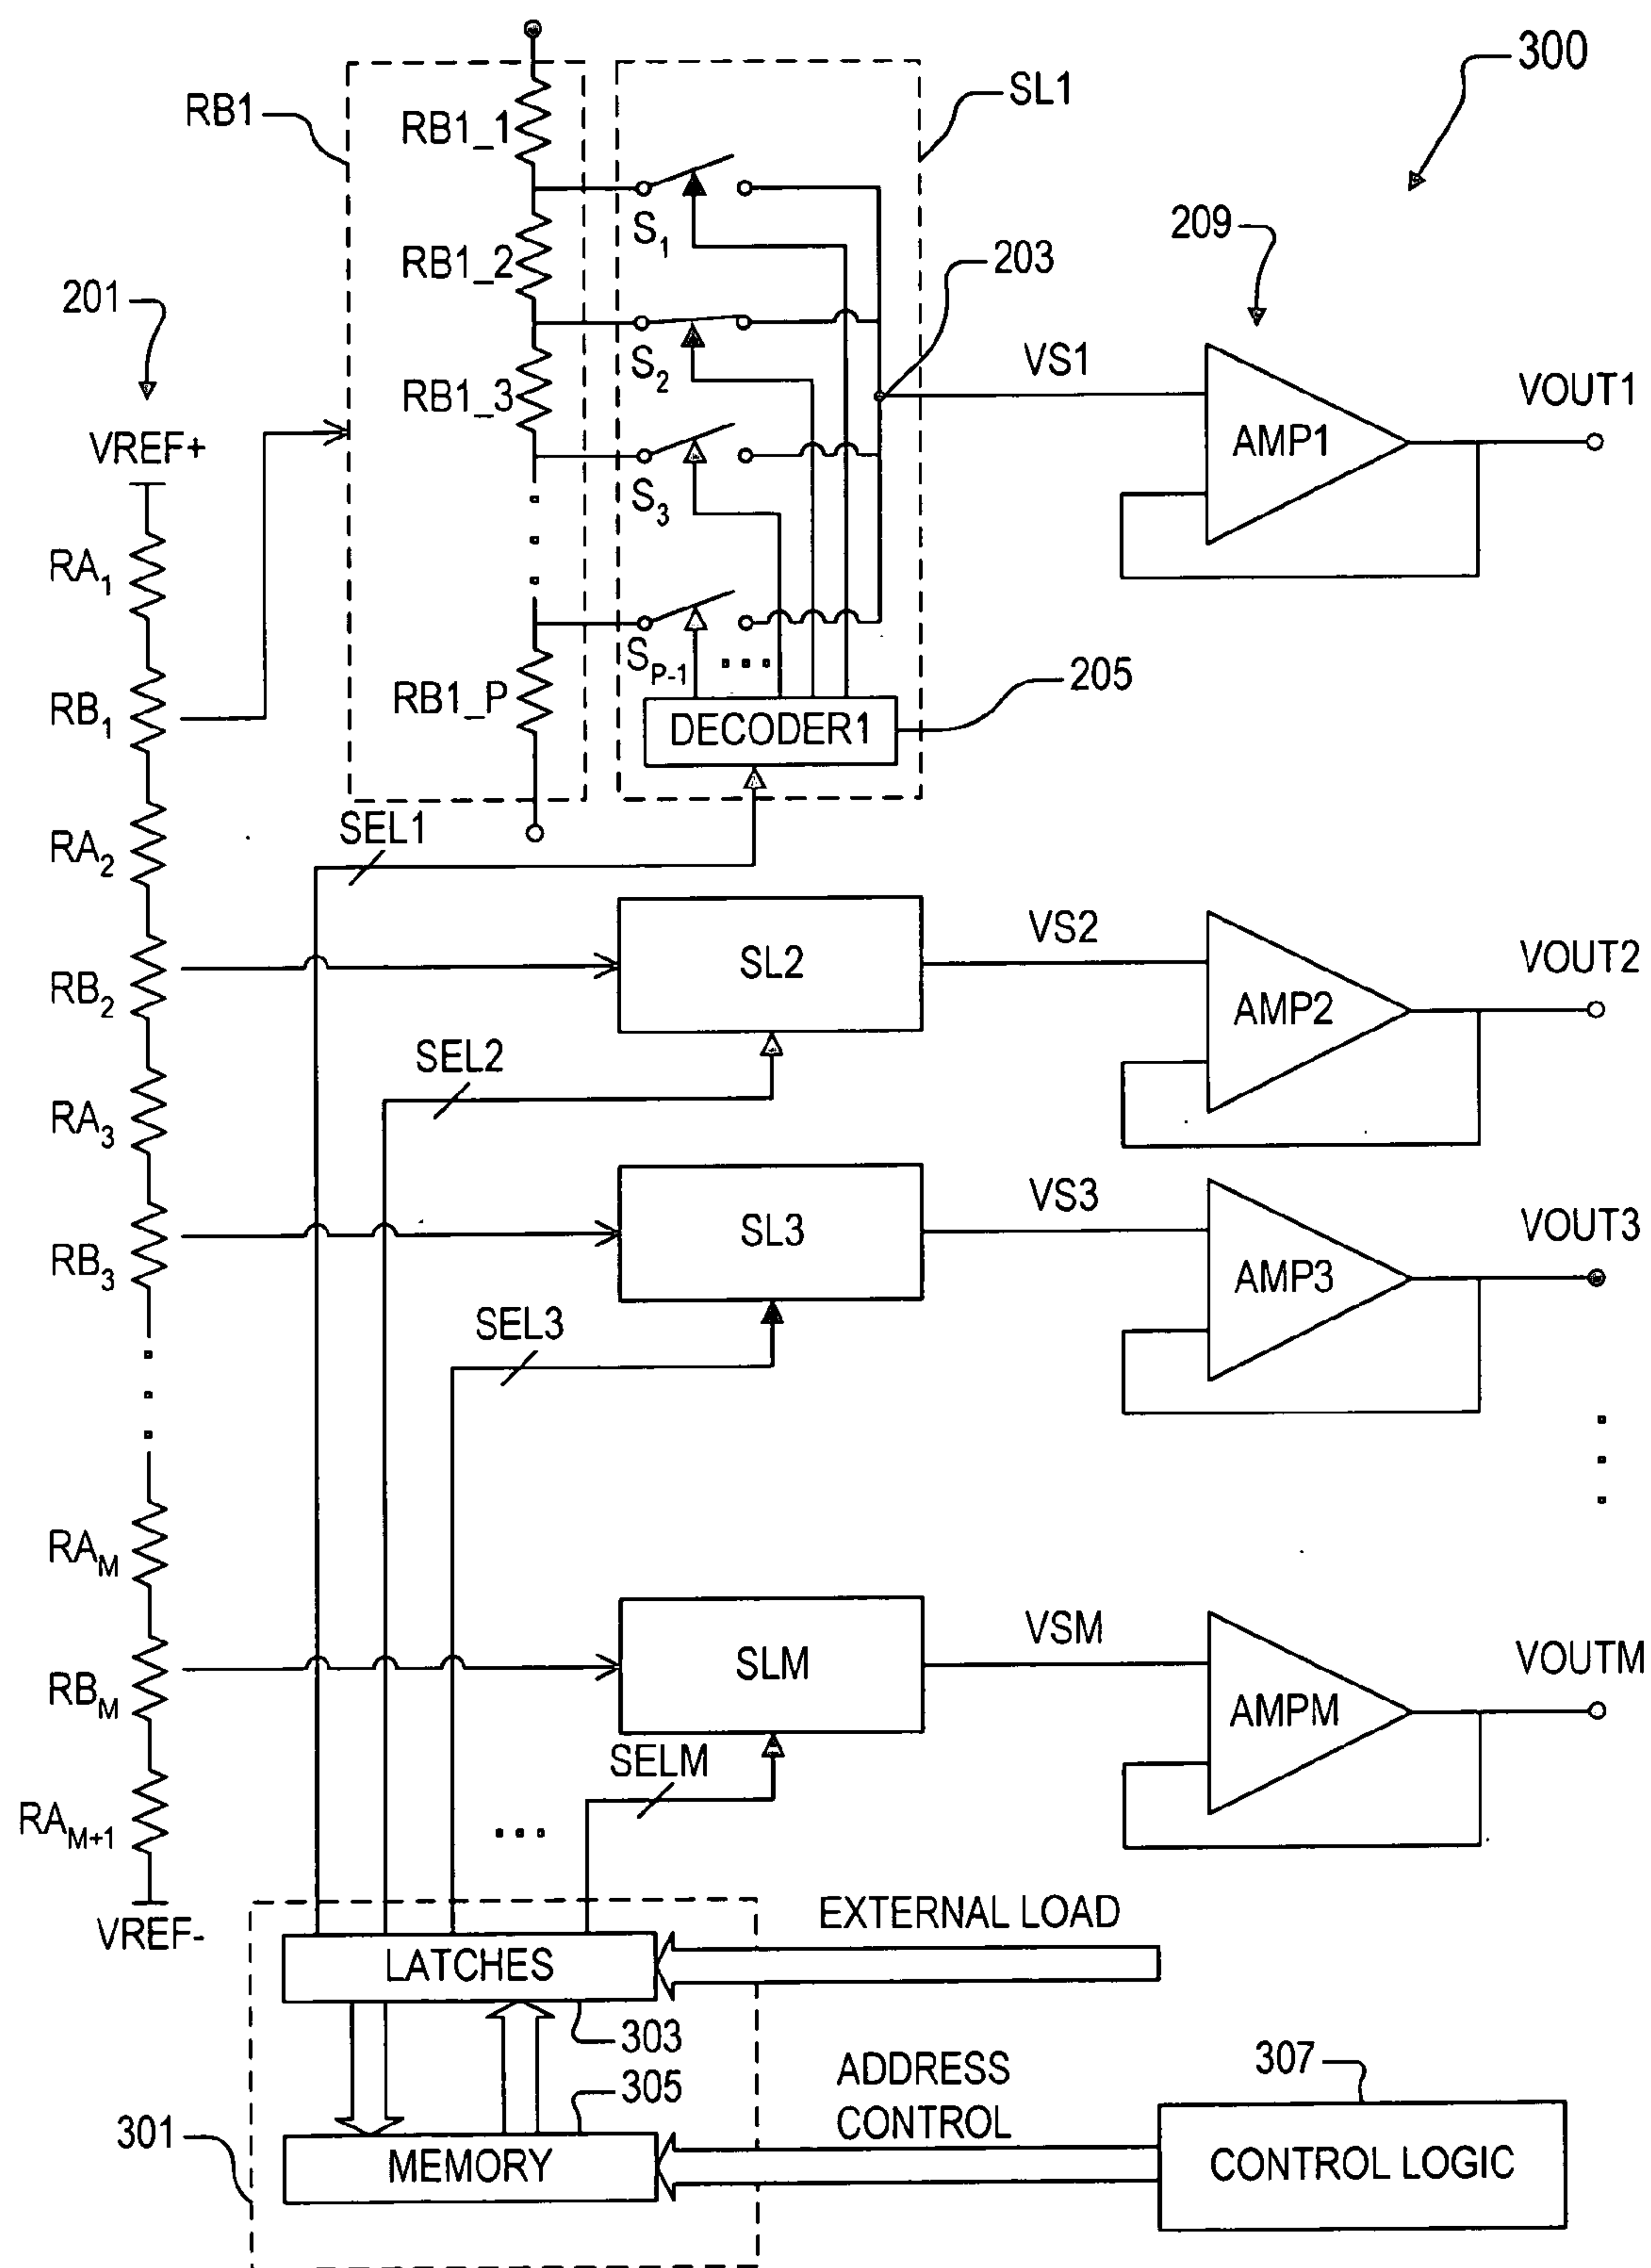 300
RB1
SL1
RB1_1
S1
209
RB1_2
203
201
S2
VS1
VOUT1
RB1_3
VREF+
AMP1
S3
RA1
SP-1
...
205
RB1
RB1_P
DECODER1
SEL1
RA2
VS2
VOUT2
SL2
RB2
AMP2
SEL2
RA3
VS3
VOUT3
SL3
RB3
AMP3
SEL3
RAM
VSM
VOUTM
SLM
RBM
AMPM
SELM
RAM+1
...
EXTERNAL LOAD
VREF-
LATCHES
303
307
305
ADDRESS
CONTROL
301
MEMORY
CONTROL LOGIC